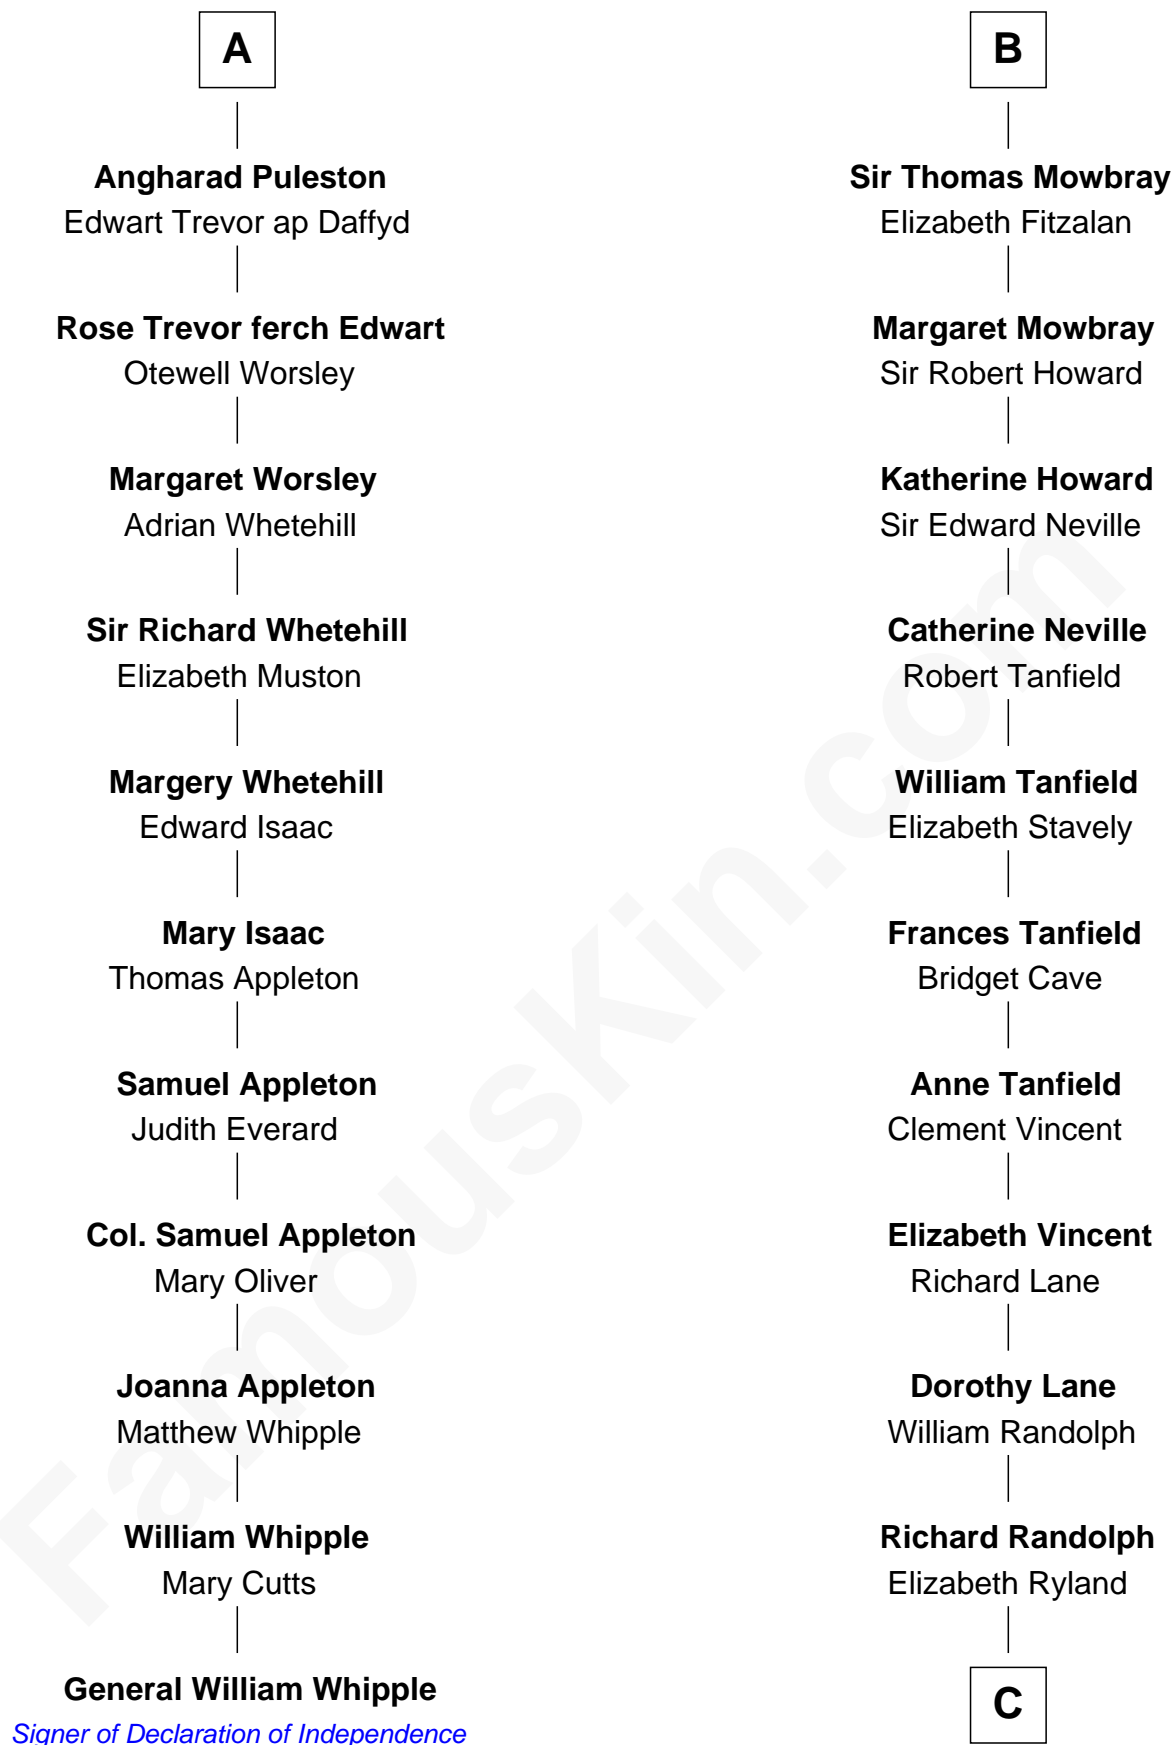 A
Angharad Puleston
Edwart Trevor ap Daffyd
Rose Trevor ferch Edwart
Otewell Worsley
Margaret Worsley
Adrian Whetehill
Sir Richard Whetehill
Elizabeth Muston
Margery Whetehill
Edward Isaac
Mary Isaac
Thomas Appleton
Samuel Appleton
Judith Everard
Col. Samuel Appleton
Mary Oliver
Joanna Appleton
Matthew Whipple
William Whipple
Mary Cutts
General William Whipple
Signer of Declaration of Independence
B
Sir Thomas Mowbray
Elizabeth Fitzalan
Margaret Mowbray
Sir Robert Howard
Katherine Howard
Sir Edward Neville
Catherine Neville
Robert Tanfield
William Tanfield
Elizabeth Stavely
Frances Tanfield
Bridget Cave
Anne Tanfield
Clement Vincent
Elizabeth Vincent
Richard Lane
Dorothy Lane
William Randolph
Richard Randolph
Elizabeth Ryland
C
FamousKin.com